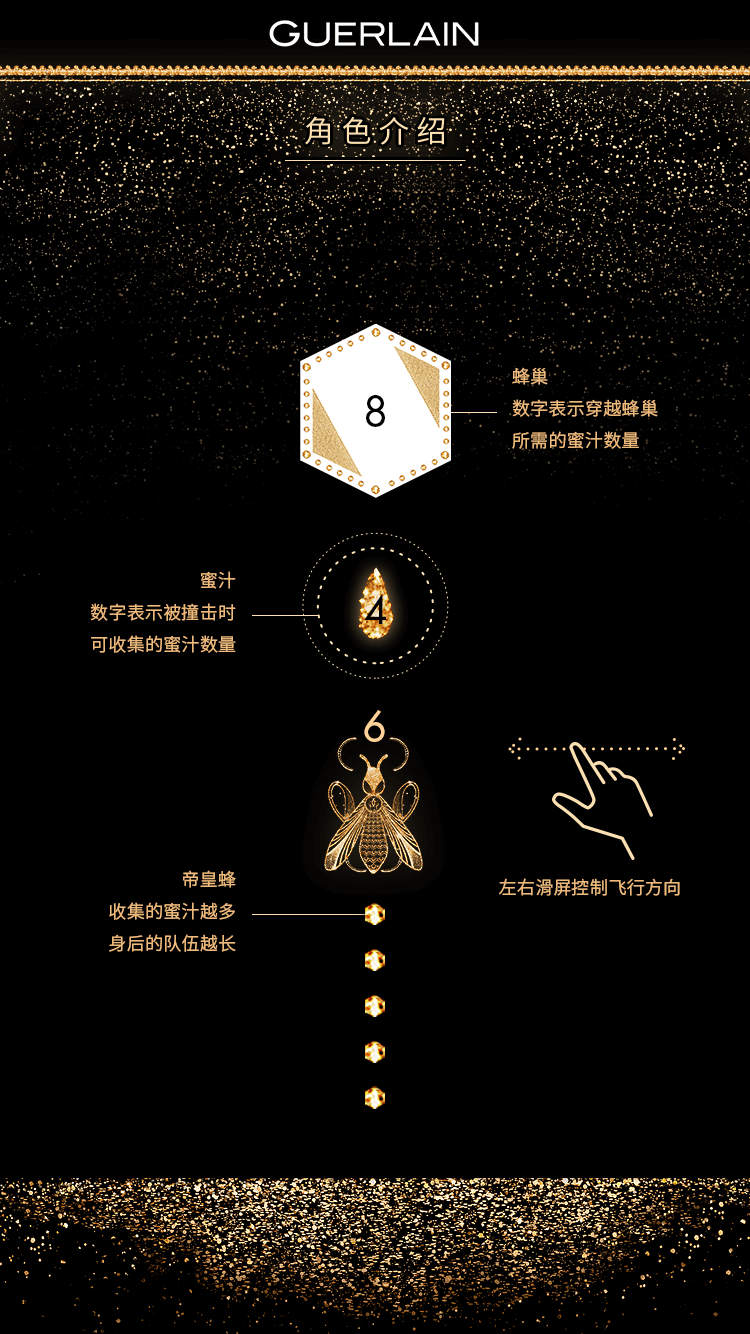 GUERLAIN
角色介绍
8
蜂巢
数字表示穿越蜂巢
所需的蜜汁数量
蜜汁
数字表示被撞击时
可收集的蜜汁数量
4
6
帝皇蜂
收集的蜜汁越多
身后的队伍越长
左右滑屏控制飞行方向